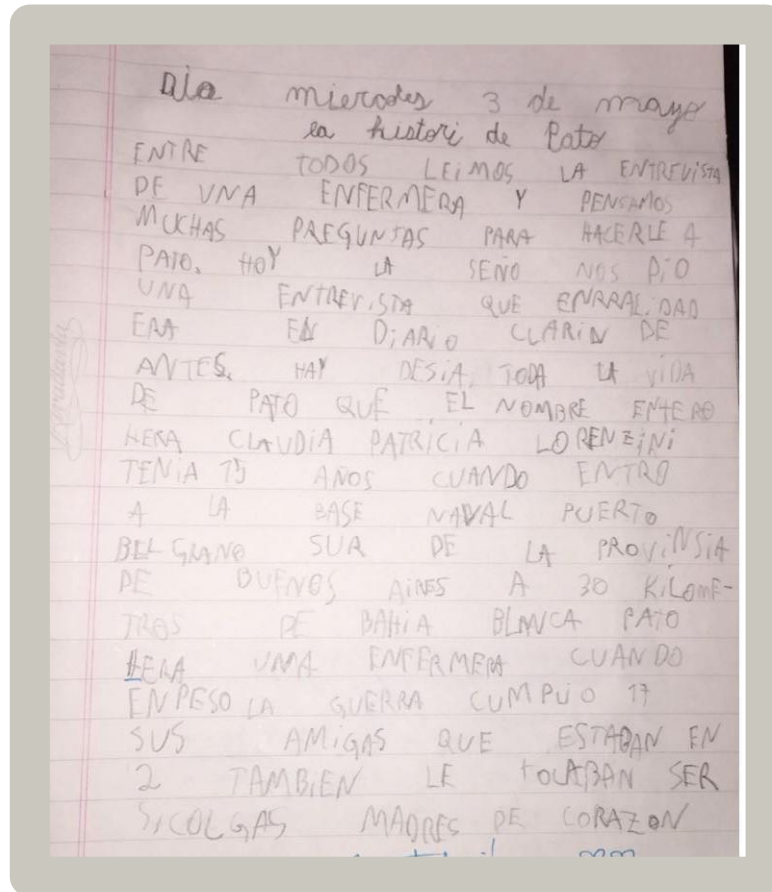 Dia miercodes 3 de mayo
la histori de Pato
ENTRE TODOS LEiMOS LA ENTREViSTA
DE UNA ENFERMERA Y PENSAMOS
MUCHAS PREGUNTAS PARA HACERLE A
PATO. HOY LA SEÑO NOS DiO
UNA ENTREViSTA QUE ENRRALiDAD
ERA EN DiARiO CLARiN DE
ANTES. HAY DESiA TODA LA ViDA
DE PATO QUE EL NOMBRE ENTERO
HERA CLAUDiA PATRiCiA LORENZiNi
TENiA 15 AÑOS CUANDO ENTRO
A LA BASE NAVAL PUERTO
BELGRANO SUR DE LA PROViNSiA
DE BUENOS AiRES A 30 KiLOME-
TROS DE BAHiA BLANCA PATO
HERA UNA ENFERMERA CUANDO
ENPESO LA GUERRA CUMPLiO 17
SUS AMiGAS QUE ESTABAN EN
2 TAMBiEN LE TOCABAN SER
SiCOLGAS MADRES DE CORAZON